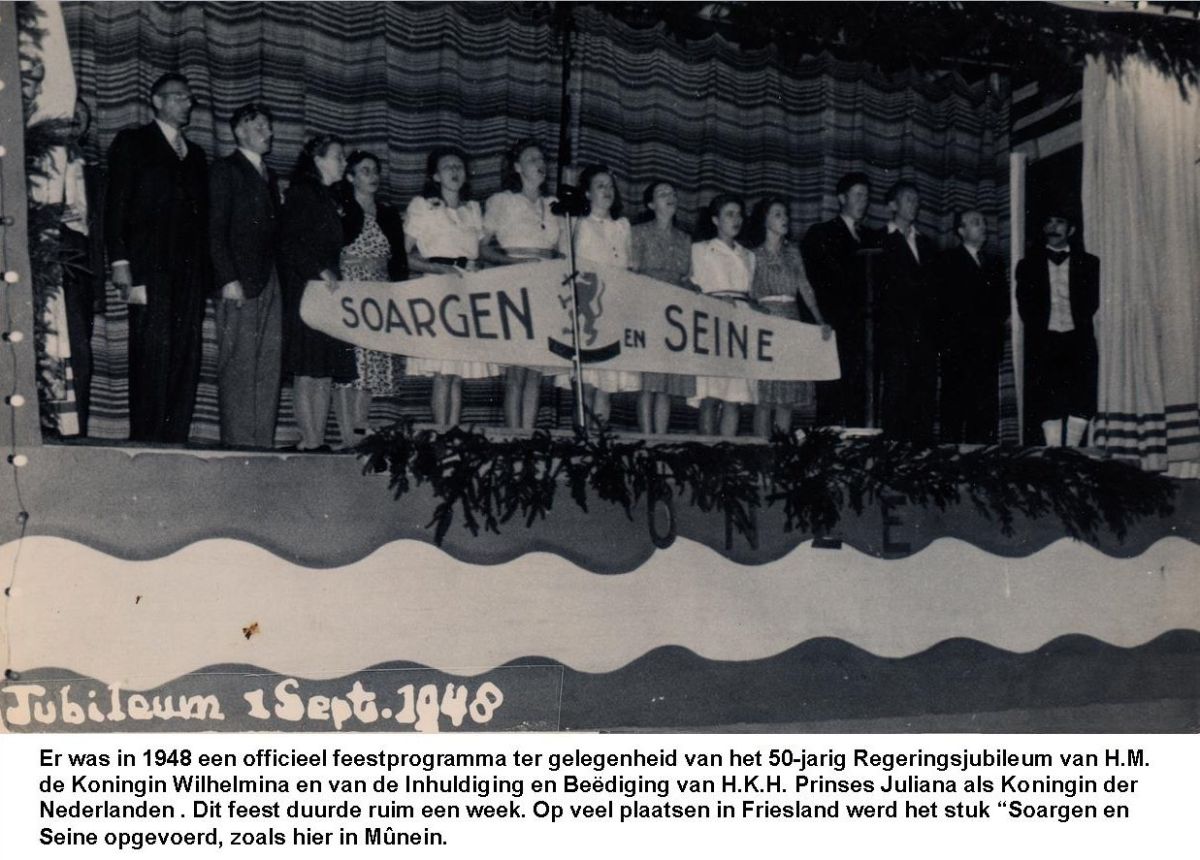 SOARGEN EN SEINE
ONZE
Jubileum 1 Sept. 1948
Er was in 1948 een officieel feestprogramma ter gelegenheid van het 50-jarig Regeringsjubileum van H.M.
de Koningin Wilhelmina en van de Inhuldiging en Beëdiging van H.K.H. Prinses Juliana als Koningin der
Nederlanden . Dit feest duurde ruim een week. Op veel plaatsen in Friesland werd het stuk “Soargen en
Seine opgevoerd, zoals hier in Mûnein.